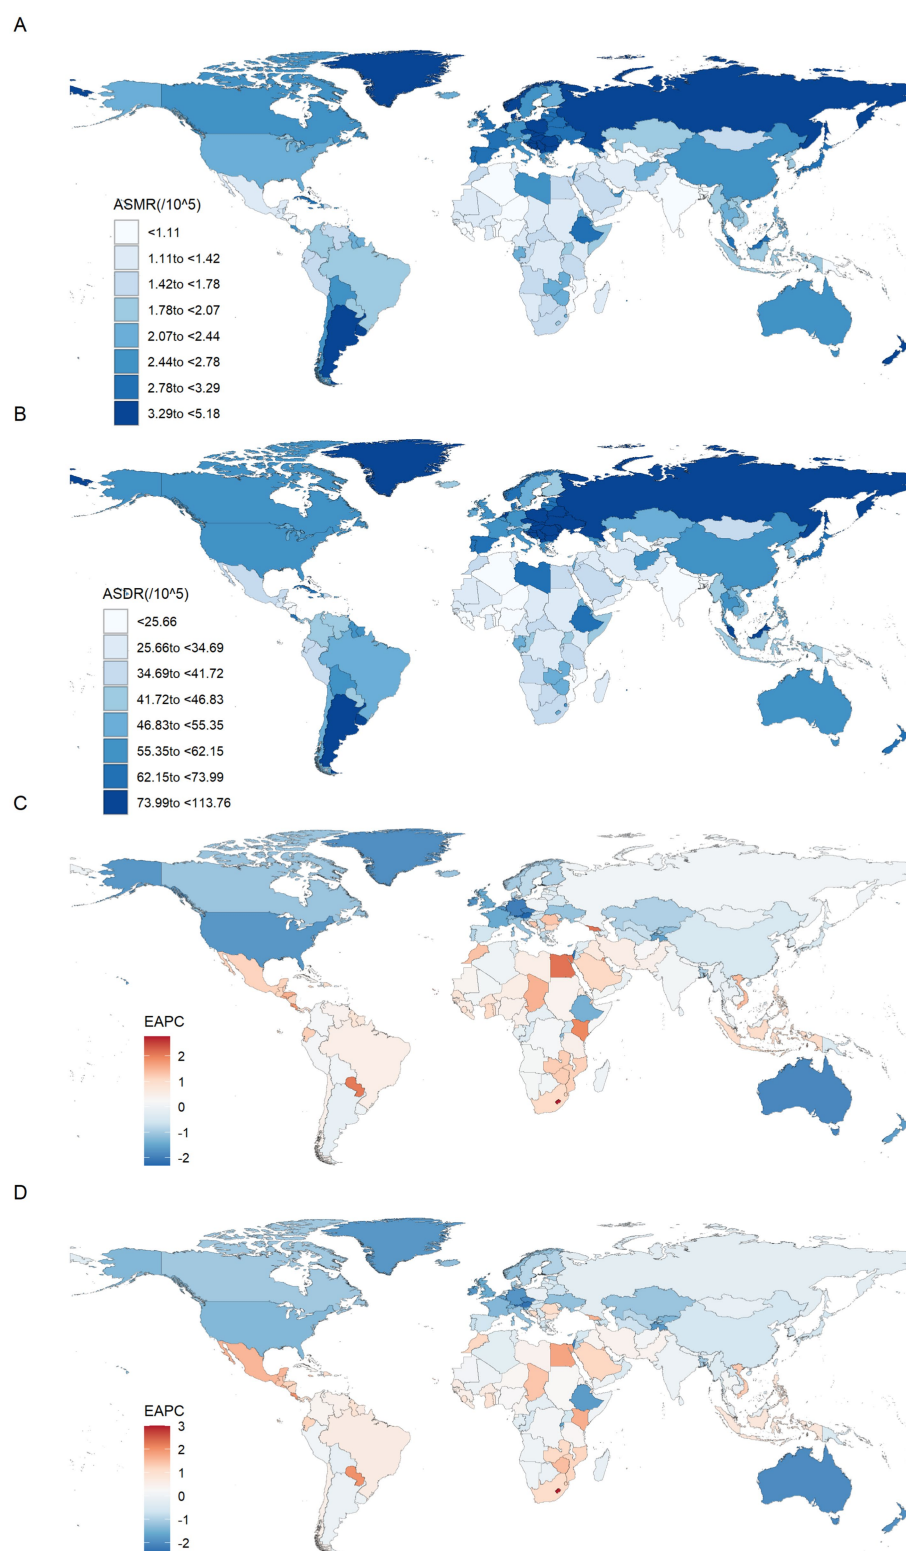 A
ASMR(/10^5)
<1.11
1.11to <1.42
1.42to <1.78
1.78to <2.07
2.07to <2.44
2.44to <2.78
2.78to <3.29
3.29to <5.18
B
ASDR(/10^5)
<25.66
25.66to <34.69
34.69to <41.72
41.72to <46.83
46.83to <55.35
55.35to <62.15
62.15to <73.99
73.99to <113.76
C
EAPC
2
1
0
-1
-2
D
EAPC
3
2
1
0
-1
-2